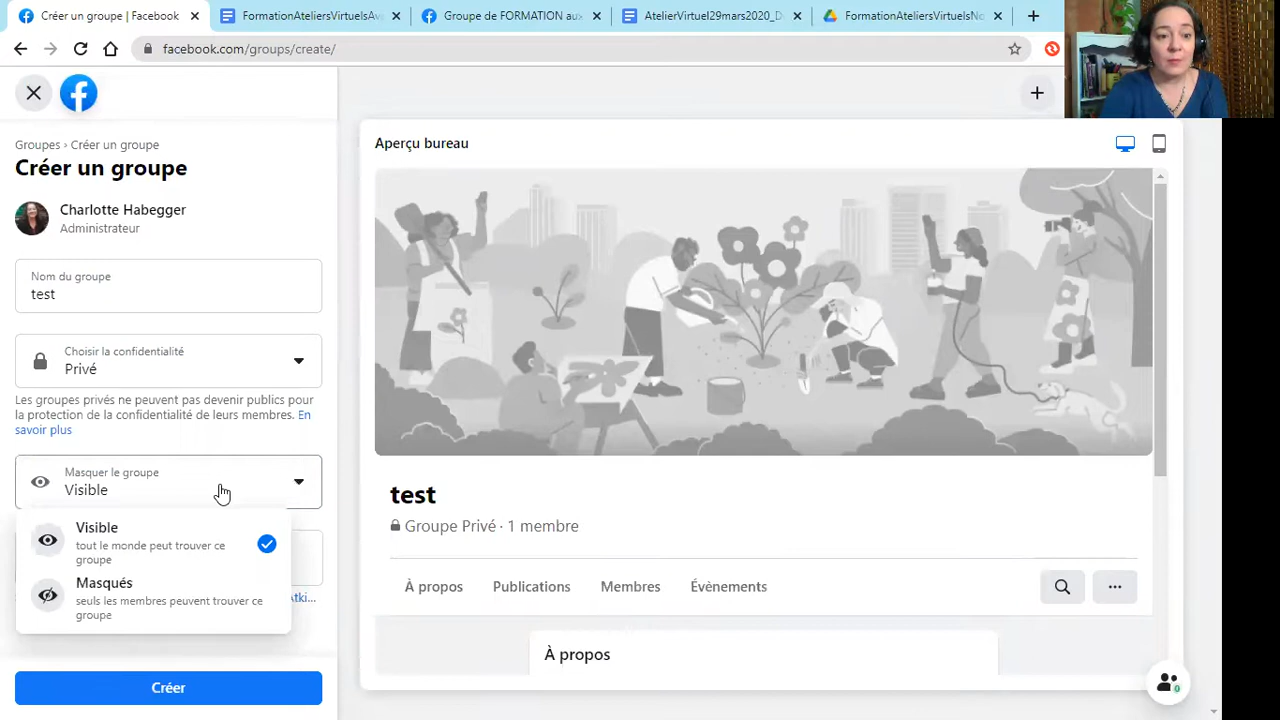 Créer un groupe | Facebook
FormationAteliersVirtuelsAve
Groupe de FORMATION aux
AtelierVirtuel29mars2020_D
FormationAteliersVirtuelsNo
facebook.com/groups/create/
Groupes › Créer un groupe
Créer un groupe
Charlotte Habegger
Administrateur
Nom du groupe
test
Choisir la confidentialité
Privé
Les groupes privés ne peuvent pas devenir publics pour
la protection de la confidentialité de leurs membres. En
savoir plus
Masquer le groupe
Visible
Visible
tout le monde peut trouver ce
groupe
Masqués
seuls les membres peuvent trouver ce
groupe
Atki...
Créer
Aperçu bureau
test
Groupe Privé · 1 membre
À propos
Publications
Membres
Évènements
À propos